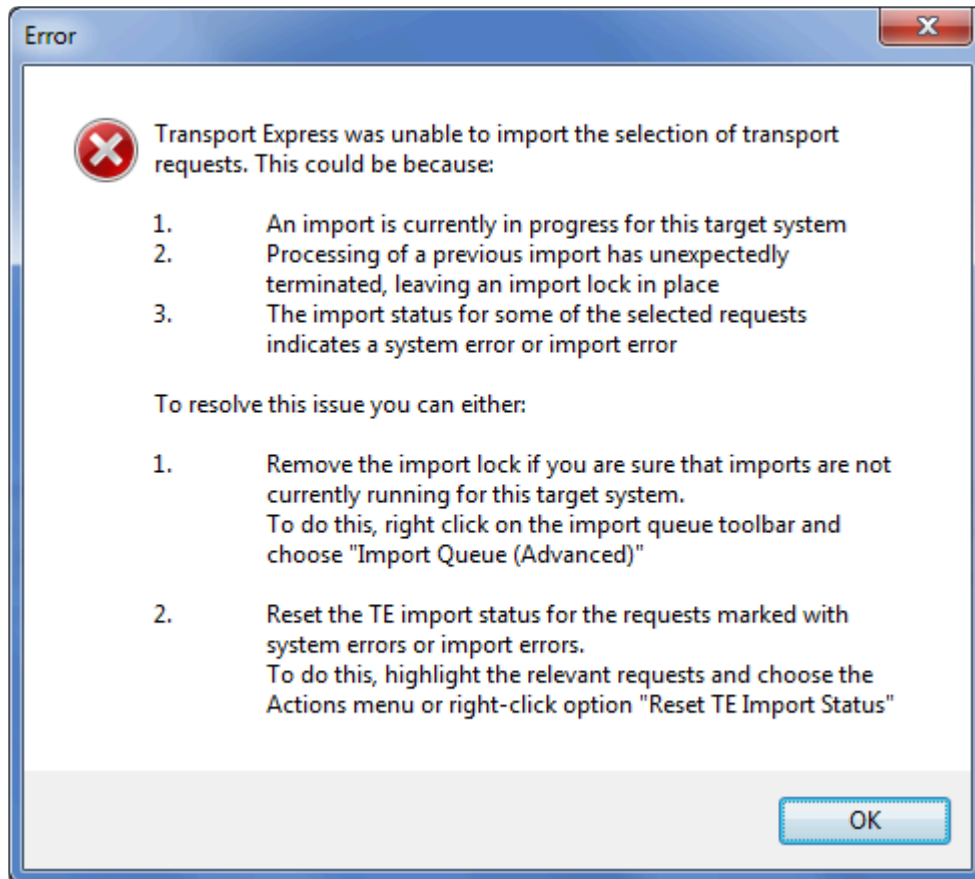 Error
Transport Express was unable to import the selection of transport
requests. This could be because:
1. An import is currently in progress for this target system
2. Processing of a previous import has unexpectedly
terminated, leaving an import lock in place
3. The import status for some of the selected requests
indicates a system error or import error
To resolve this issue you can either:
1. Remove the import lock if you are sure that imports are not
currently running for this target system.
To do this, right click on the import queue toolbar and
choose "Import Queue (Advanced)"
2. Reset the TE import status for the requests marked with
system errors or import errors.
To do this, highlight the relevant requests and choose the
Actions menu or right-click option "Reset TE Import Status"
OK